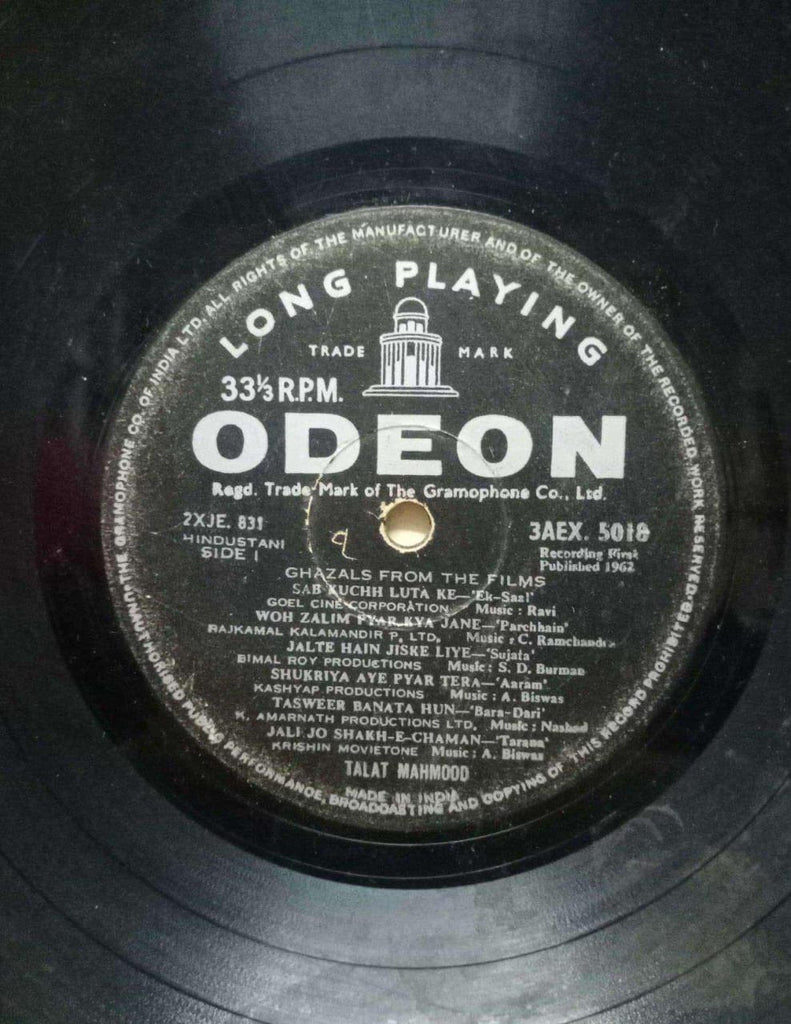 THE GRAMOPHONE CO. OF INDIA LTD. ALL RIGHTS OF THE MANUFACTURER AND OF THE OWNER OF THE RECORDED WORK RESERVED
UNAUTHORISED PUBLIC PERFORMANCE, BROADCASTING AND COPYING OF THIS RECORD PROHIBITED
LONG PLAYING
TRADE MARK
33⅓ R.P.M.
ODEON
Regd. Trade Mark of The Gramophone Co., Ltd.
2XJE. 831
3AEX. 5018
HINDUSTANI
SIDE 1
Recording First
Published 1962
GHAZALS FROM THE FILMS
SAB KUCHH LUTA KE—'Ek-Saal'
GOEL CINE CORPORATION Music : Ravi
WOH ZALIM PYAR KYA JANE—'Parchhain'
RAJKAMAL KALAMANDIR P. LTD. Music : C. Ramchandra
JALTE HAIN JISKE LIYE—'Sujata'
BIMAL ROY PRODUCTIONS Music : S. D. Burman
SHUKRIYA AYE PYAR TERA—'Aaram'
KASHYAP PRODUCTIONS Music : A. Biswas
TASWEER BANATA HUN—'Bara-Dari'
K. AMARNATH PRODUCTIONS LTD. Music : Nashad
JALI JO SHAKH-E-CHAMAN—'Tarana'
KRISHIN MOVIETONE Music : A. Biswas
TALAT MAHMOOD
MADE IN INDIA